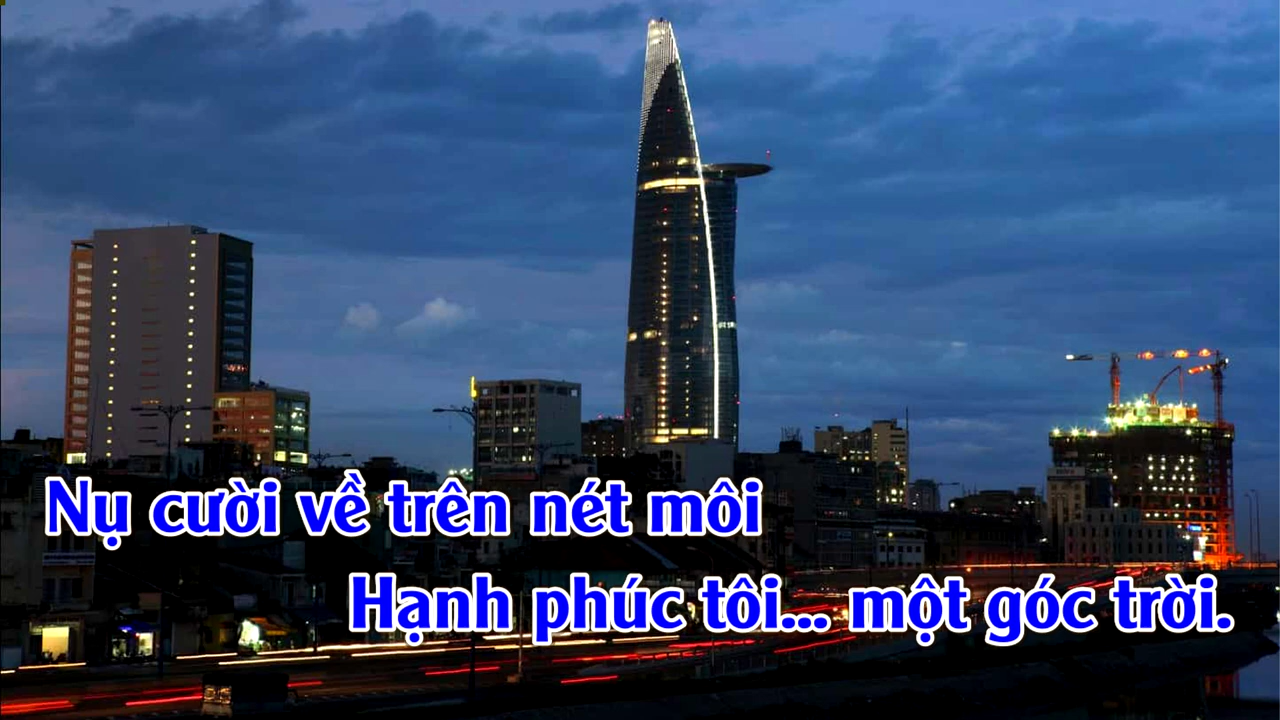 Nụ cười về trên nét môi
Hạnh phúc tôi... một góc trời.